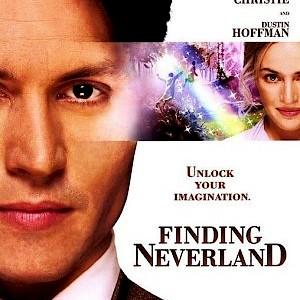 CHRISTIE
AND
DUSTIN
HOFFMAN
UNLOCK
YOUR
IMAGINATION.
FINDING
NEVERLAND